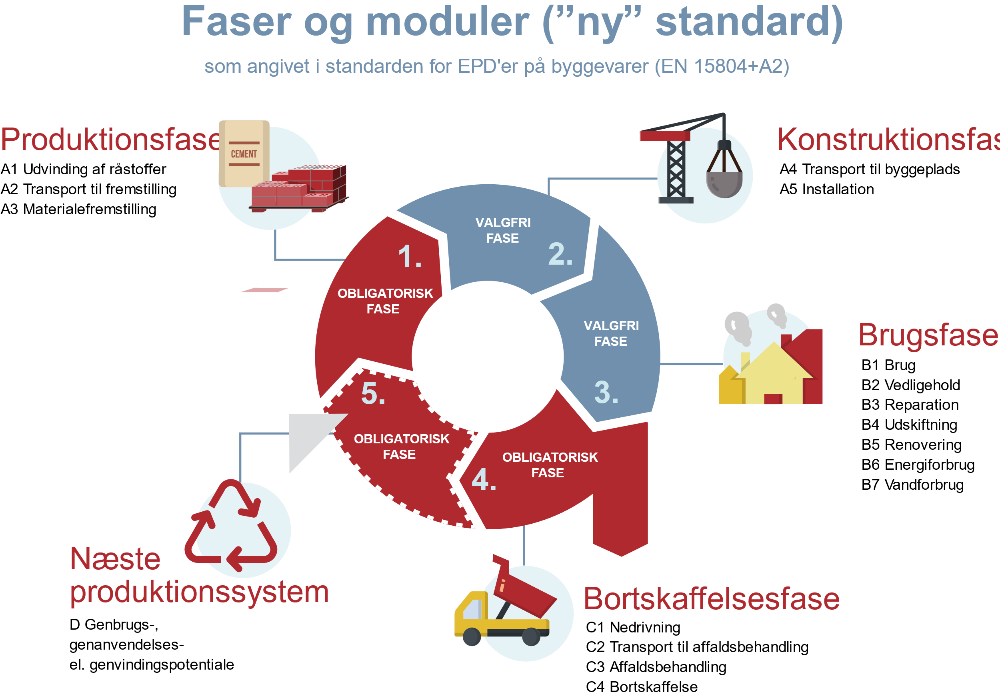 Faser og moduler (”ny” standard)
som angivet i standarden for EPD'er på byggevarer (EN 15804+A2)
Produktionsfase
A1 Udvinding af råstoffer
A2 Transport til fremstilling
A3 Materialefremstilling
CEMENT
Konstruktionsfas
A4 Transport til byggeplads
A5 Installation
VALGFRI
FASE
2.
1.
OBLIGATORISK
FASE
VALGFRI
FASE
3.
Brugsfase
B1 Brug
B2 Vedligehold
B3 Reparation
B4 Udskiftning
B5 Renovering
B6 Energiforbrug
B7 Vandforbrug
5.
OBLIGATORISK
FASE
OBLIGATORISK
FASE
4.
Næste
produktionssystem
D Genbrugs-,
genanvendelses-
el. genvindingspotentiale
Bortskaffelsesfase
C1 Nedrivning
C2 Transport til affaldsbehandling
C3 Affaldsbehandling
C4 Bortskaffelse